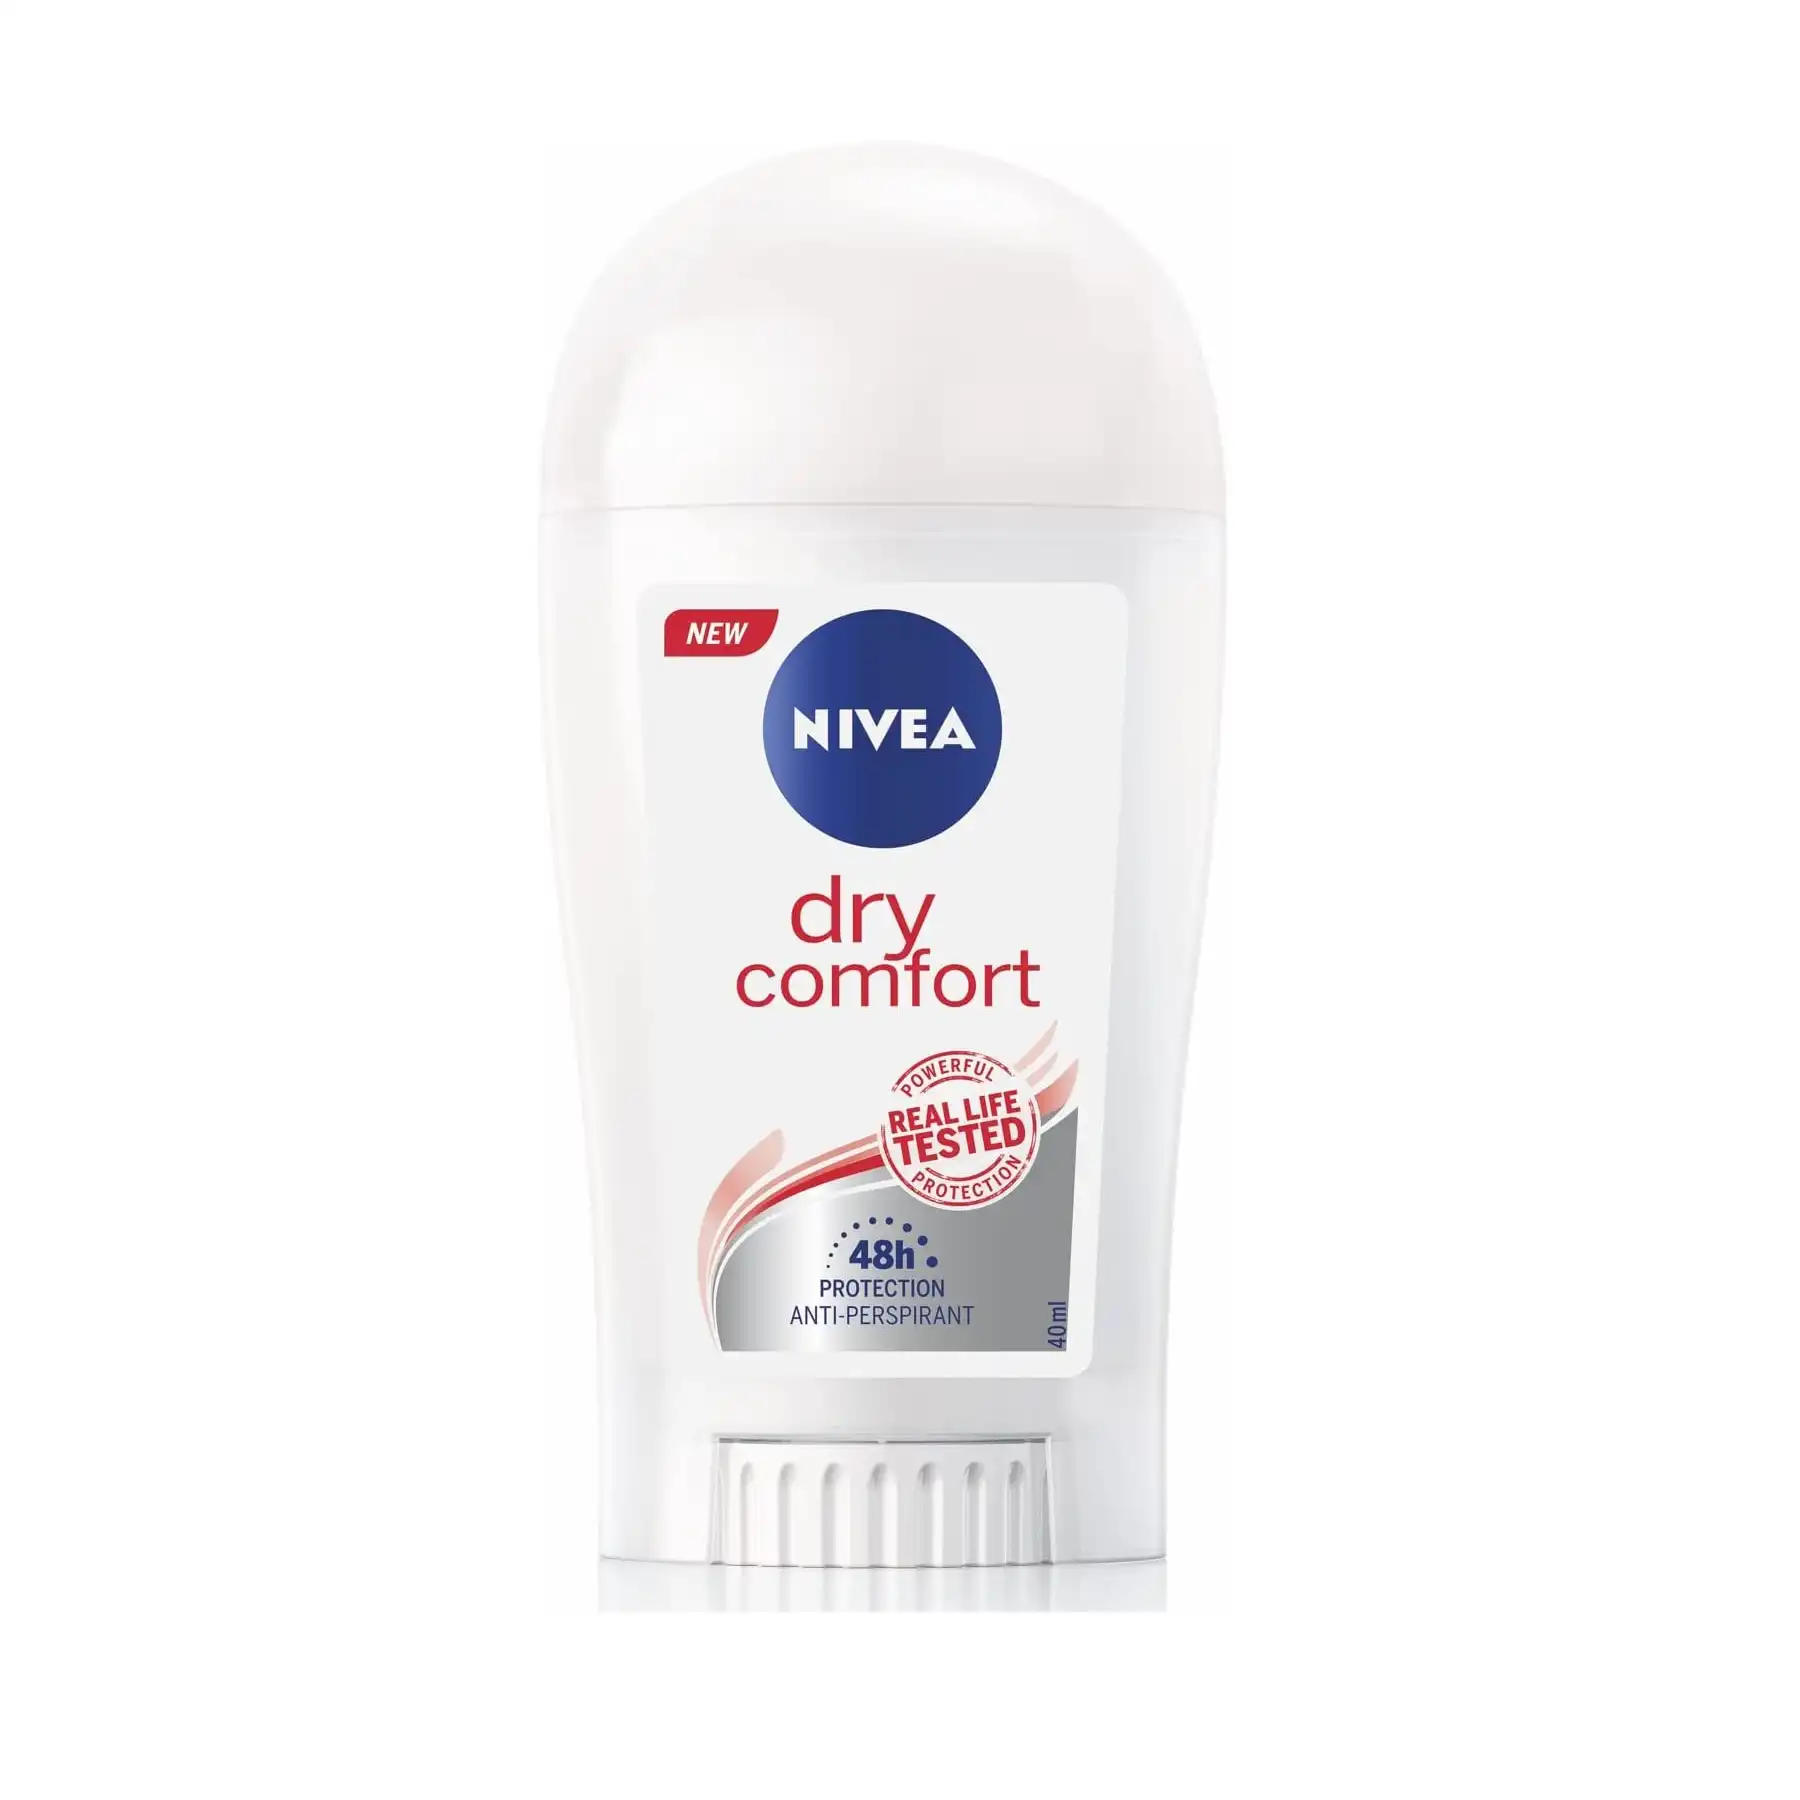 NEW
NIVEA
dry
comfort
POWERFUL
REAL LIFE
TESTED
PROTECTION
48h
PROTECTION
ANTI-PERSPIRANT
40ml